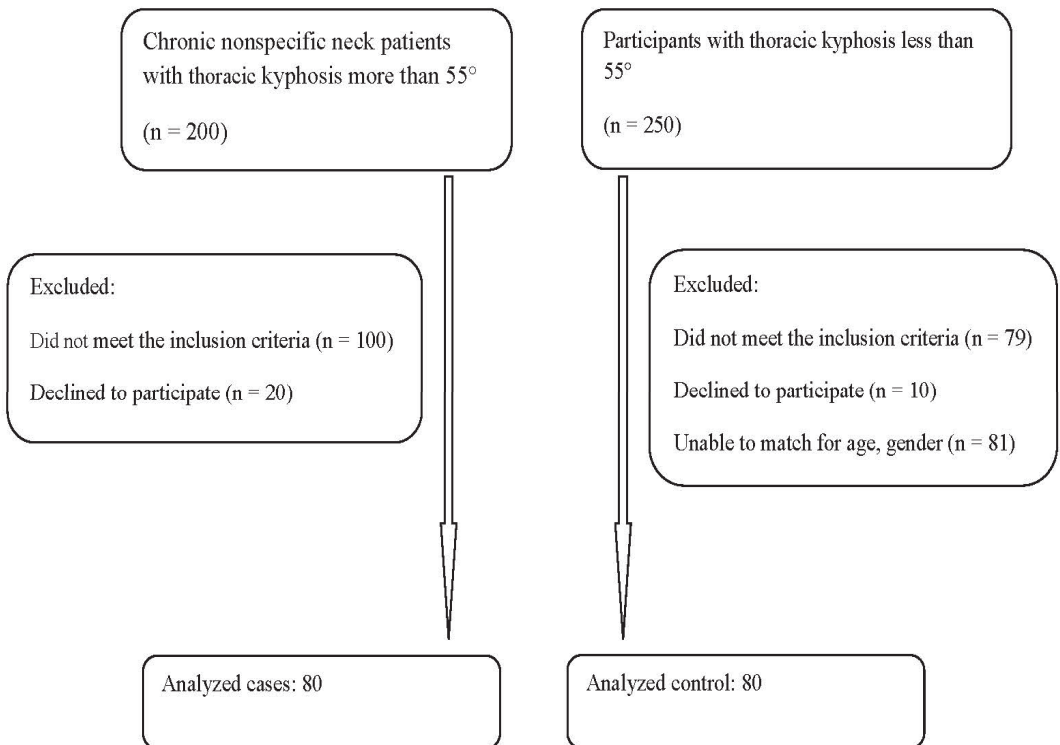 Chronic nonspecific neck patients
with thoracic kyphosis more than 55°
(n = 200)
Participants with thoracic kyphosis less than
55°
(n = 250)
Excluded:
Did not meet the inclusion criteria (n = 100)
Declined to participate (n = 20)
Excluded:
Did not meet the inclusion criteria (n = 79)
Declined to participate (n = 10)
Unable to match for age, gender (n = 81)
Analyzed cases: 80
Analyzed control: 80